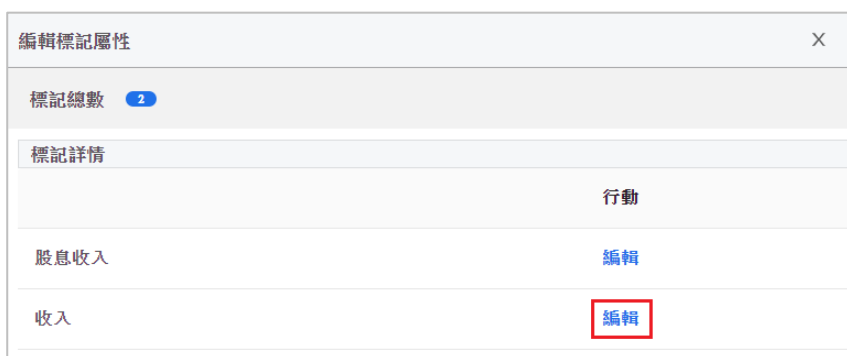 編輯標記屬性 X
標記總數 2
標記詳情
行動
股息收入 編輯
收入 編輯